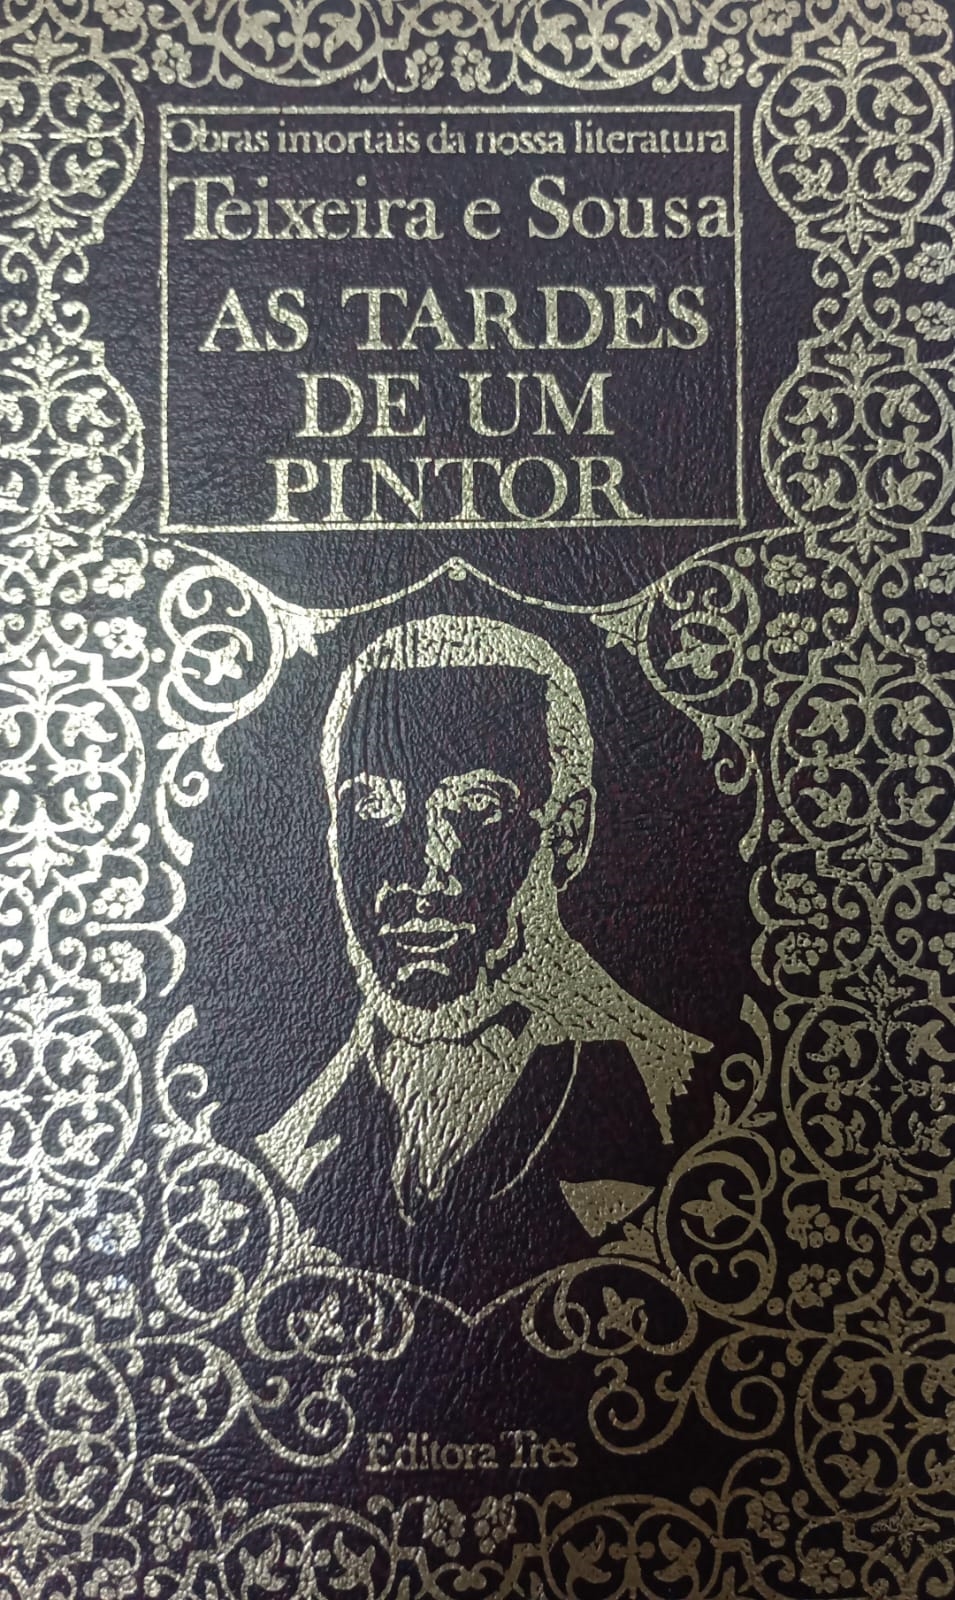 Obras imortais da nossa literatura
Teixeira e Sousa
AS TARDES
DE UM
PINTOR
Editora Três